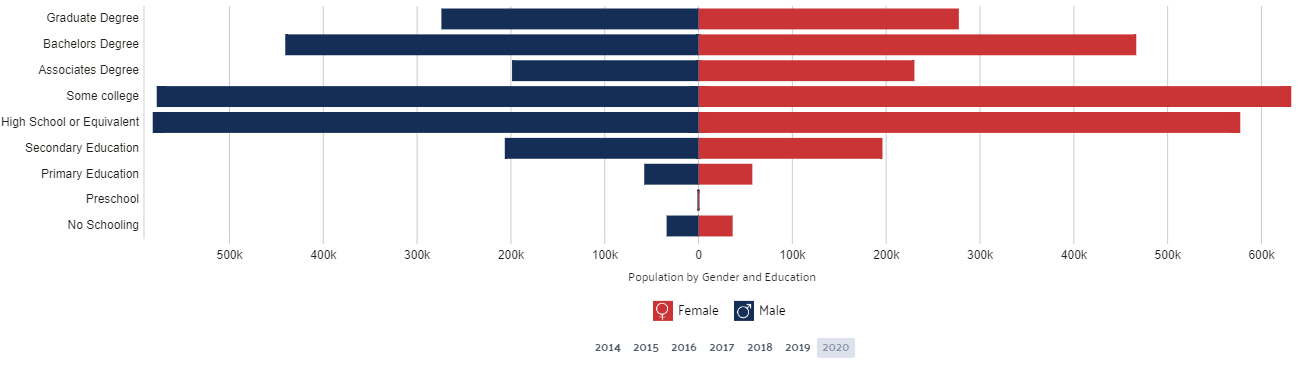 Graduate Degree
Bachelors Degree
Associates Degree
Some college
High School or Equivalent
Secondary Education
Primary Education
Preschool
No Schooling
500k 400k 300k 200k 100k 0 100k 200k 300k 400k 500k 600k
Population by Gender and Education
Female Male
2014 2015 2016 2017 2018 2019 2020